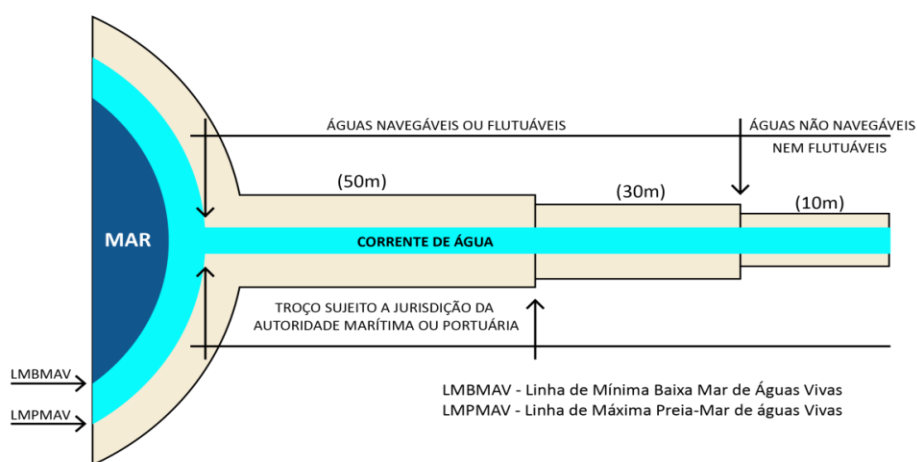 ÁGUAS NAVEGÁVEIS OU FLUTUÁVEIS
ÁGUAS NÃO NAVEGÁVEIS
NEM FLUTUÁVEIS
(50m)
(30m)
(10m)
MAR
CORRENTE DE ÁGUA
TROÇO SUJEITO A JURISDIÇÃO DA
AUTORIDADE MARÍTIMA OU PORTUÁRIA
LMBMAV
LMPMAV
LMBMAV - Linha de Mínima Baixa Mar de Águas Vivas
LMPMAV - Linha de Máxima Preia-Mar de águas Vivas